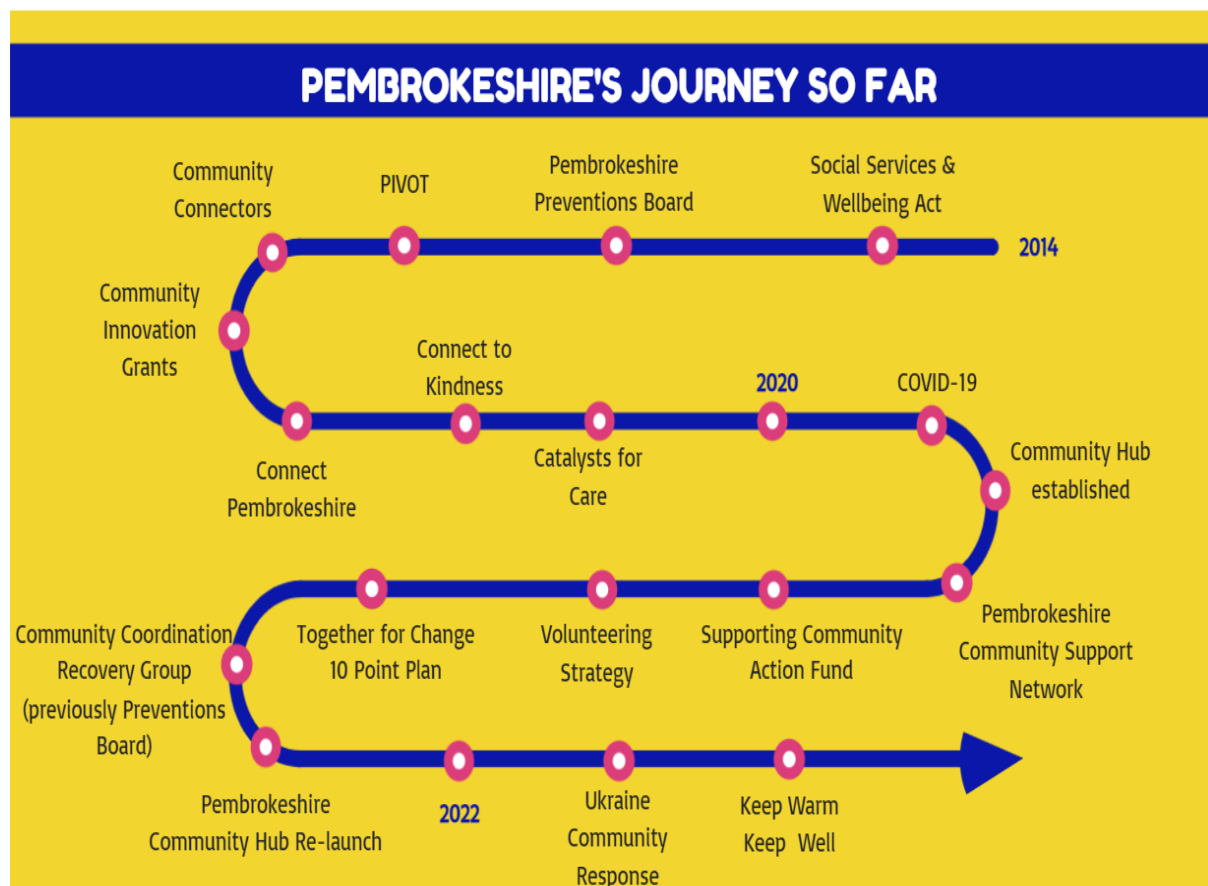 PEMBROKESHIRE'S JOURNEY SO FAR
2014
Social Services &
Wellbeing Act
Pembrokeshire
Preventions Board
PIVOT
Community
Connectors
Community
Innovation
Grants
Connect
Pembrokeshire
Connect to
Kindness
Catalysts for
Care
2020
COVID-19
Community Hub
established
Pembrokeshire
Community Support
Network
Supporting Community
Action Fund
Volunteering
Strategy
Together for Change
10 Point Plan
Community Coordination
Recovery Group
(previously Preventions
Board)
Pembrokeshire
Community Hub Re-launch
2022
Ukraine
Community
Response
Keep Warm
Keep Well